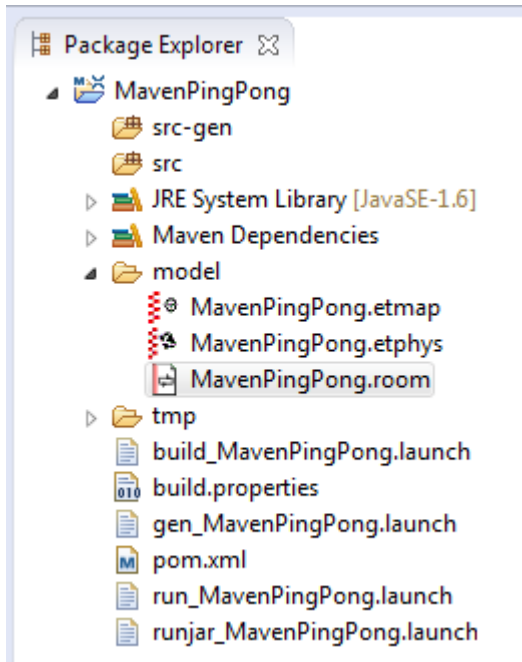 Package Explorer
MavenPingPong
src-gen
src
JRE System Library [JavaSE-1.6]
Maven Dependencies
model
MavenPingPong.etmap
MavenPingPong.etphys
MavenPingPong.room
tmp
build_MavenPingPong.launch
build.properties
gen_MavenPingPong.launch
pom.xml
run_MavenPingPong.launch
runjar_MavenPingPong.launch